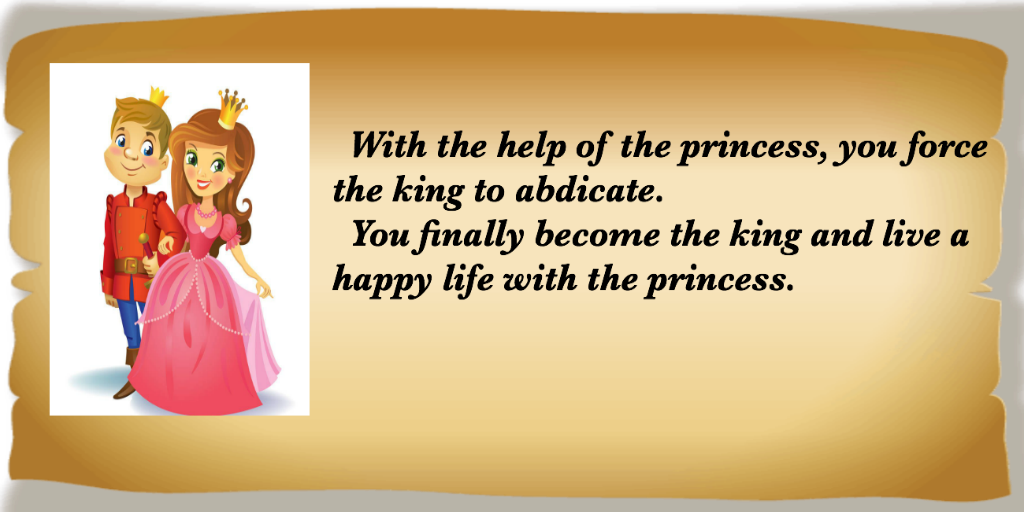 With the help of the princess, you force
the king to abdicate.
You finally become the king and live a
happy life with the princess.